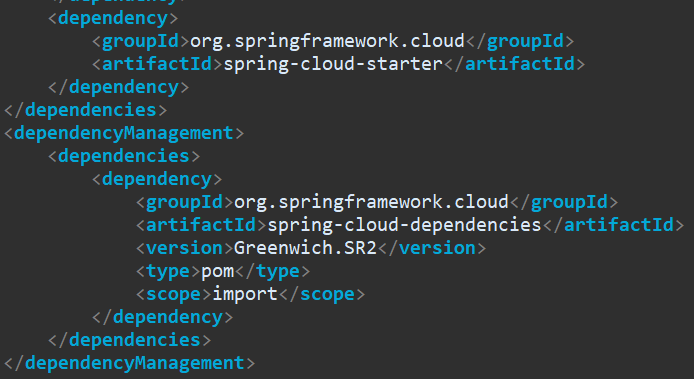 </dependency>
<dependency>
<groupId>org.springframework.cloud</groupId>
<artifactId>spring-cloud-starter</artifactId>
</dependency>
</dependencies>
<dependencyManagement>
<dependencies>
<dependency>
<groupId>org.springframework.cloud</groupId>
<artifactId>spring-cloud-dependencies</artifactId>
<version>Greenwich.SR2</version>
<type>pom</type>
<scope>import</scope>
</dependency>
</dependencies>
</dependencyManagement>